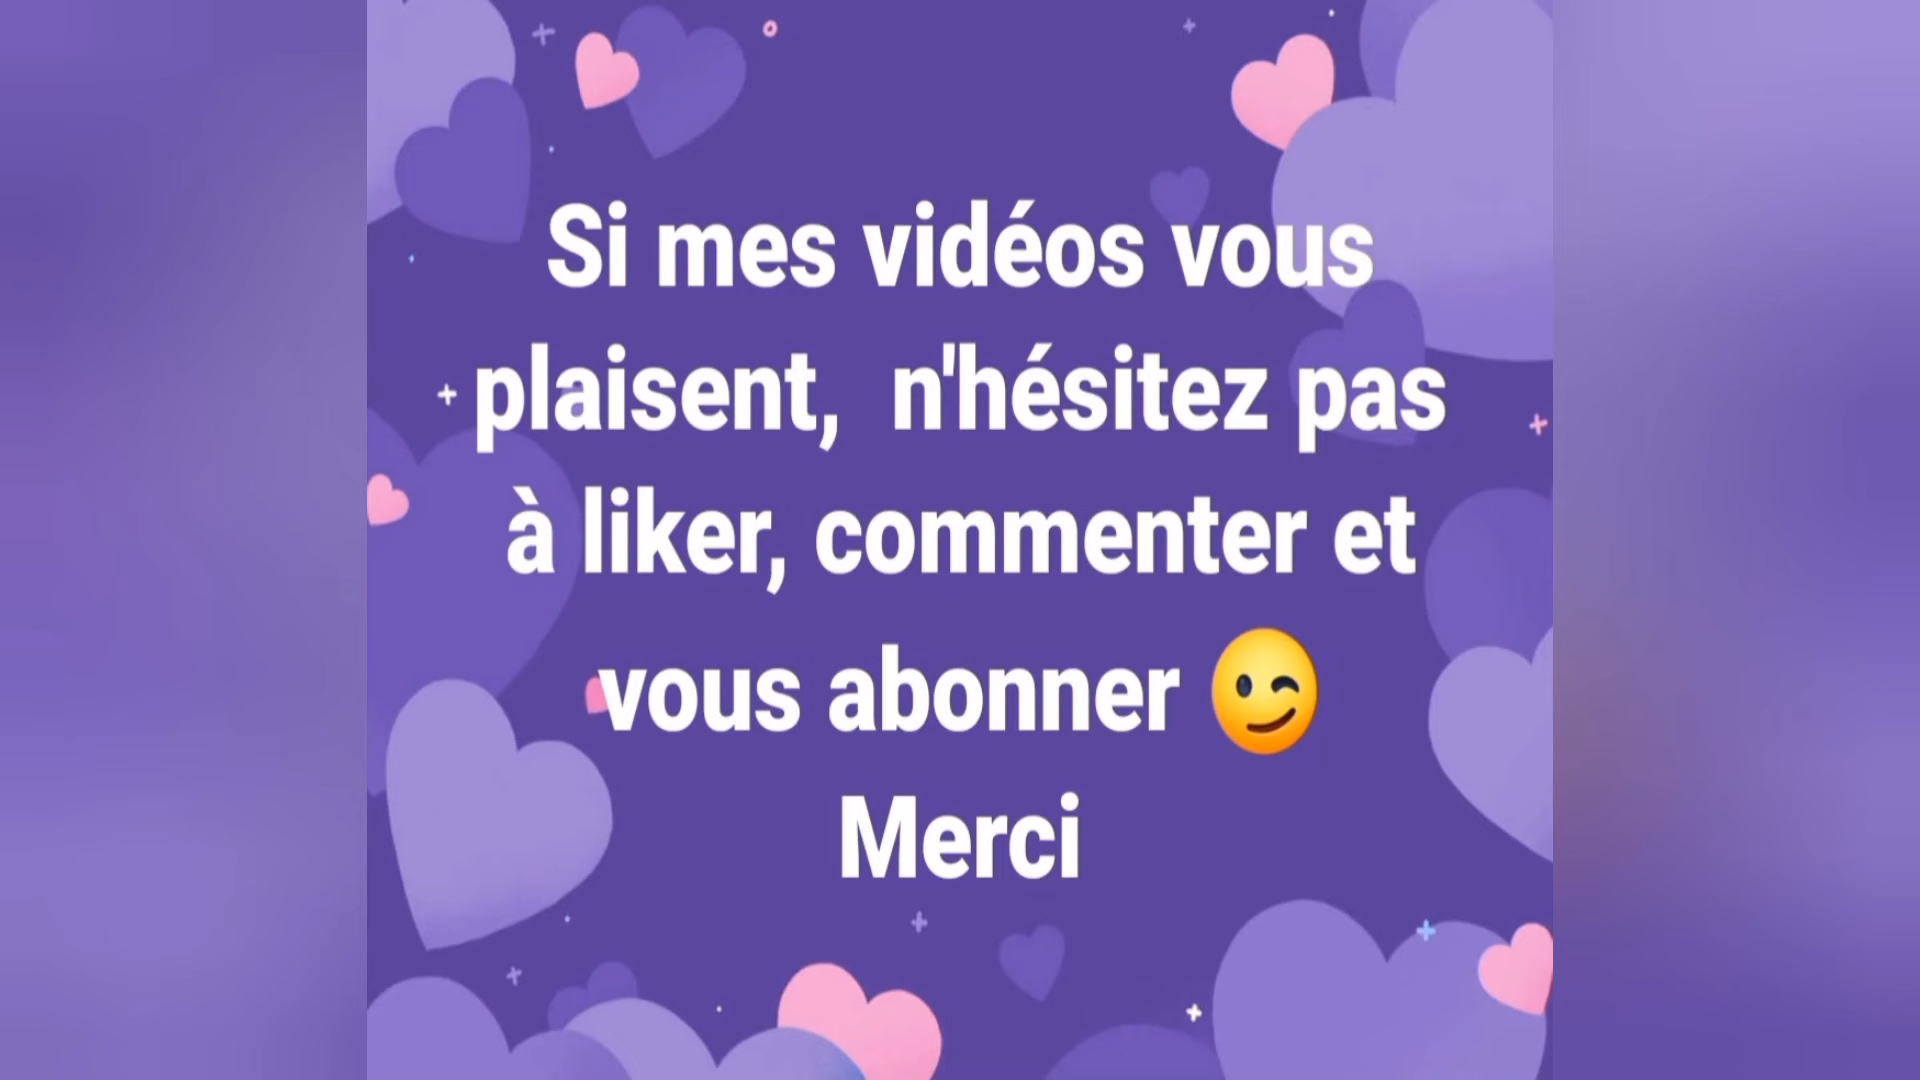 Si mes vidéos vous
plaisent,  n'hésitez pas
à liker, commenter et
vous abonner 😉
Merci